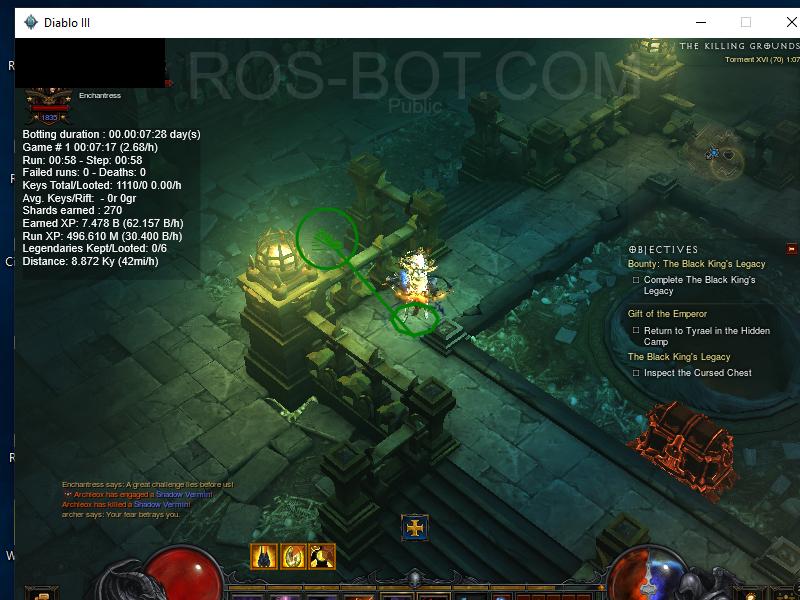 Diablo III
THE KILLING GROUNDS
Torment XVI (70) 1:07
ROS-BOT.COM
Public
Enchantress
1835
Botting duration : 00.00:07:28 day(s)
Game # 1 00:07:17 (2.68/h)
Run: 00:58 - Step: 00:58
Failed runs: 0 - Deaths: 0
Keys Total/Looted: 1110/0 0.00/h
Avg. Keys/Rift: - 0r 0gr
Shards earned : 270
Earned XP: 7.478 B (62.157 B/h)
Run XP: 496.610 M (30.400 B/h)
Legendaries Kept/Looted: 0/6
Distance: 8.872 Ky (42mi/h)
OBJECTIVES
Bounty: The Black King's Legacy
Complete The Black King's
Legacy
Gift of the Emperor
Return to Tyrael in the Hidden
Camp
The Black King's Legacy
Inspect the Cursed Chest
Enchantress says: A great challenge lies before us!
Archleox has engaged a Shadow Vermin!
Archleox has killed a Shadow Vermin!
archer says: Your fear betrays you.